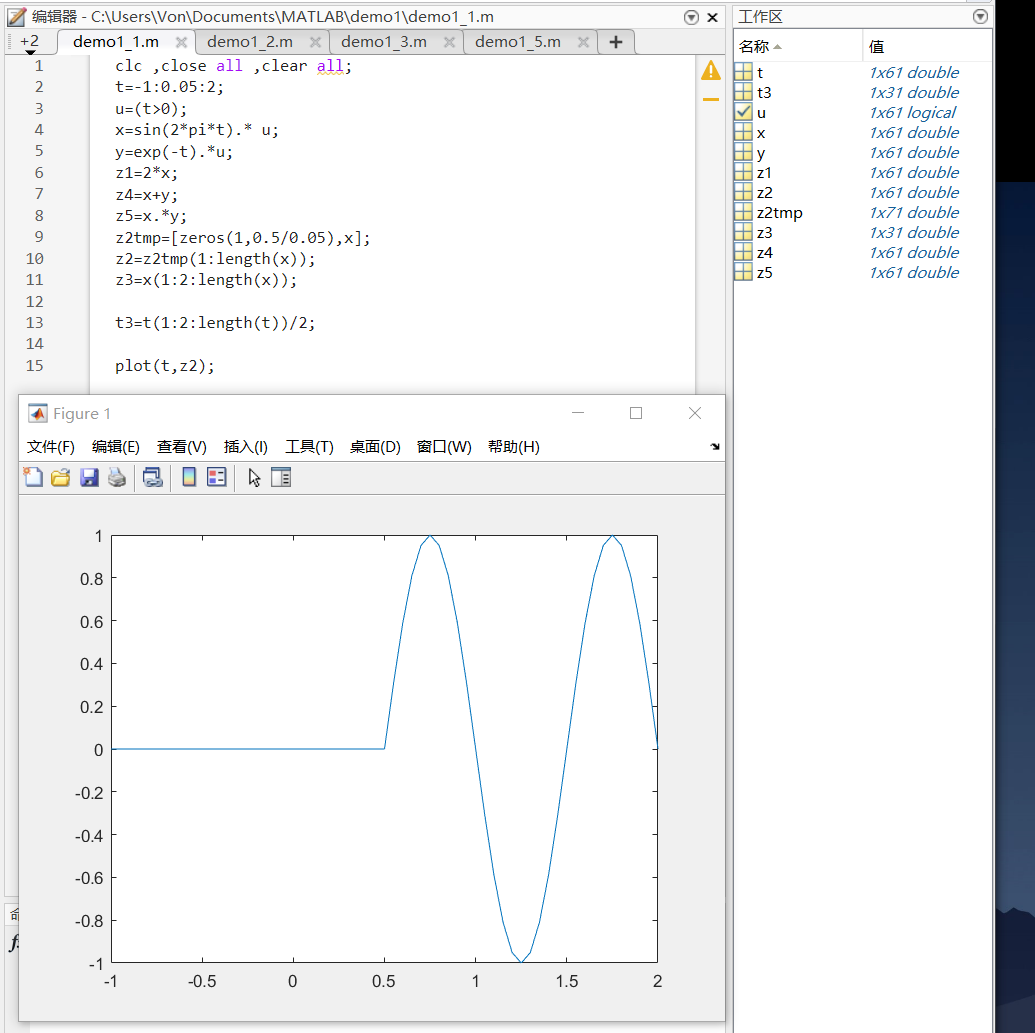 编辑器 - C:\Users\Von\Documents\MATLAB\demo1\demo1_1.m
+2 demo1_1.m demo1_2.m demo1_3.m demo1_5.m
1 clc ,close all ,clear all;
2 t=-1:0.05:2;
3 u=(t>0);
4 x=sin(2*pi*t).* u;
5 y=exp(-t).*u;
6 z1=2*x;
7 z4=x+y;
8 z5=x.*y;
9 z2tmp=[zeros(1,0.5/0.05),x];
10 z2=z2tmp(1:length(x));
11 z3=x(1:2:length(x));
12
13 t3=t(1:2:length(t))/2;
14
15 plot(t,z2);
工作区
名称 值
t 1x61 double
t3 1x31 double
u 1x61 logical
x 1x61 double
y 1x61 double
z1 1x61 double
z2 1x61 double
z2tmp 1x71 double
z3 1x31 double
z4 1x61 double
z5 1x61 double
Figure 1
文件(F) 编辑(E) 查看(V) 插入(I) 工具(T) 桌面(D) 窗口(W) 帮助(H)
1
0.8
0.6
0.4
0.2
0
-0.2
-0.4
-0.6
-0.8
-1
-1 -0.5 0 0.5 1 1.5 2